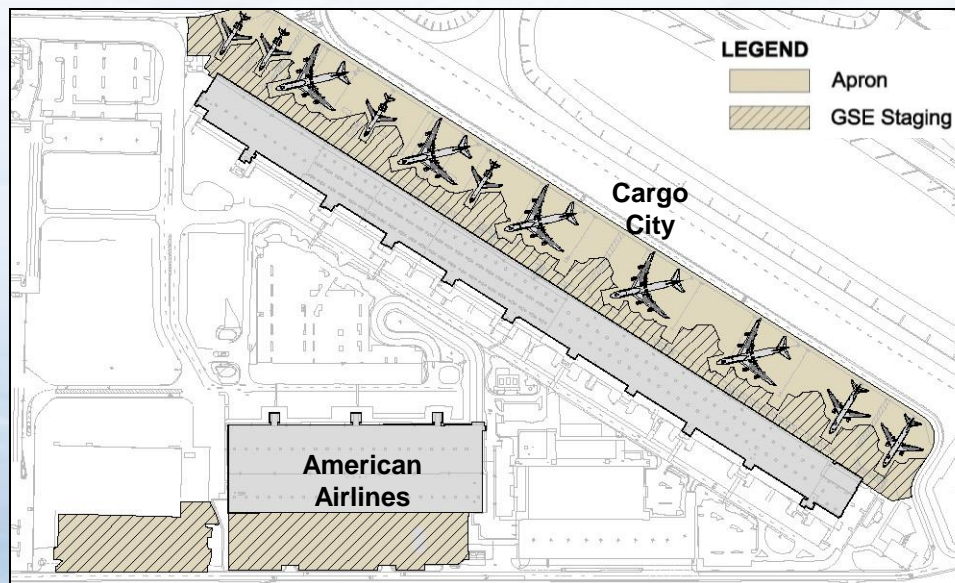 LEGEND
Apron
GSE Staging
Cargo
City
American
Airlines